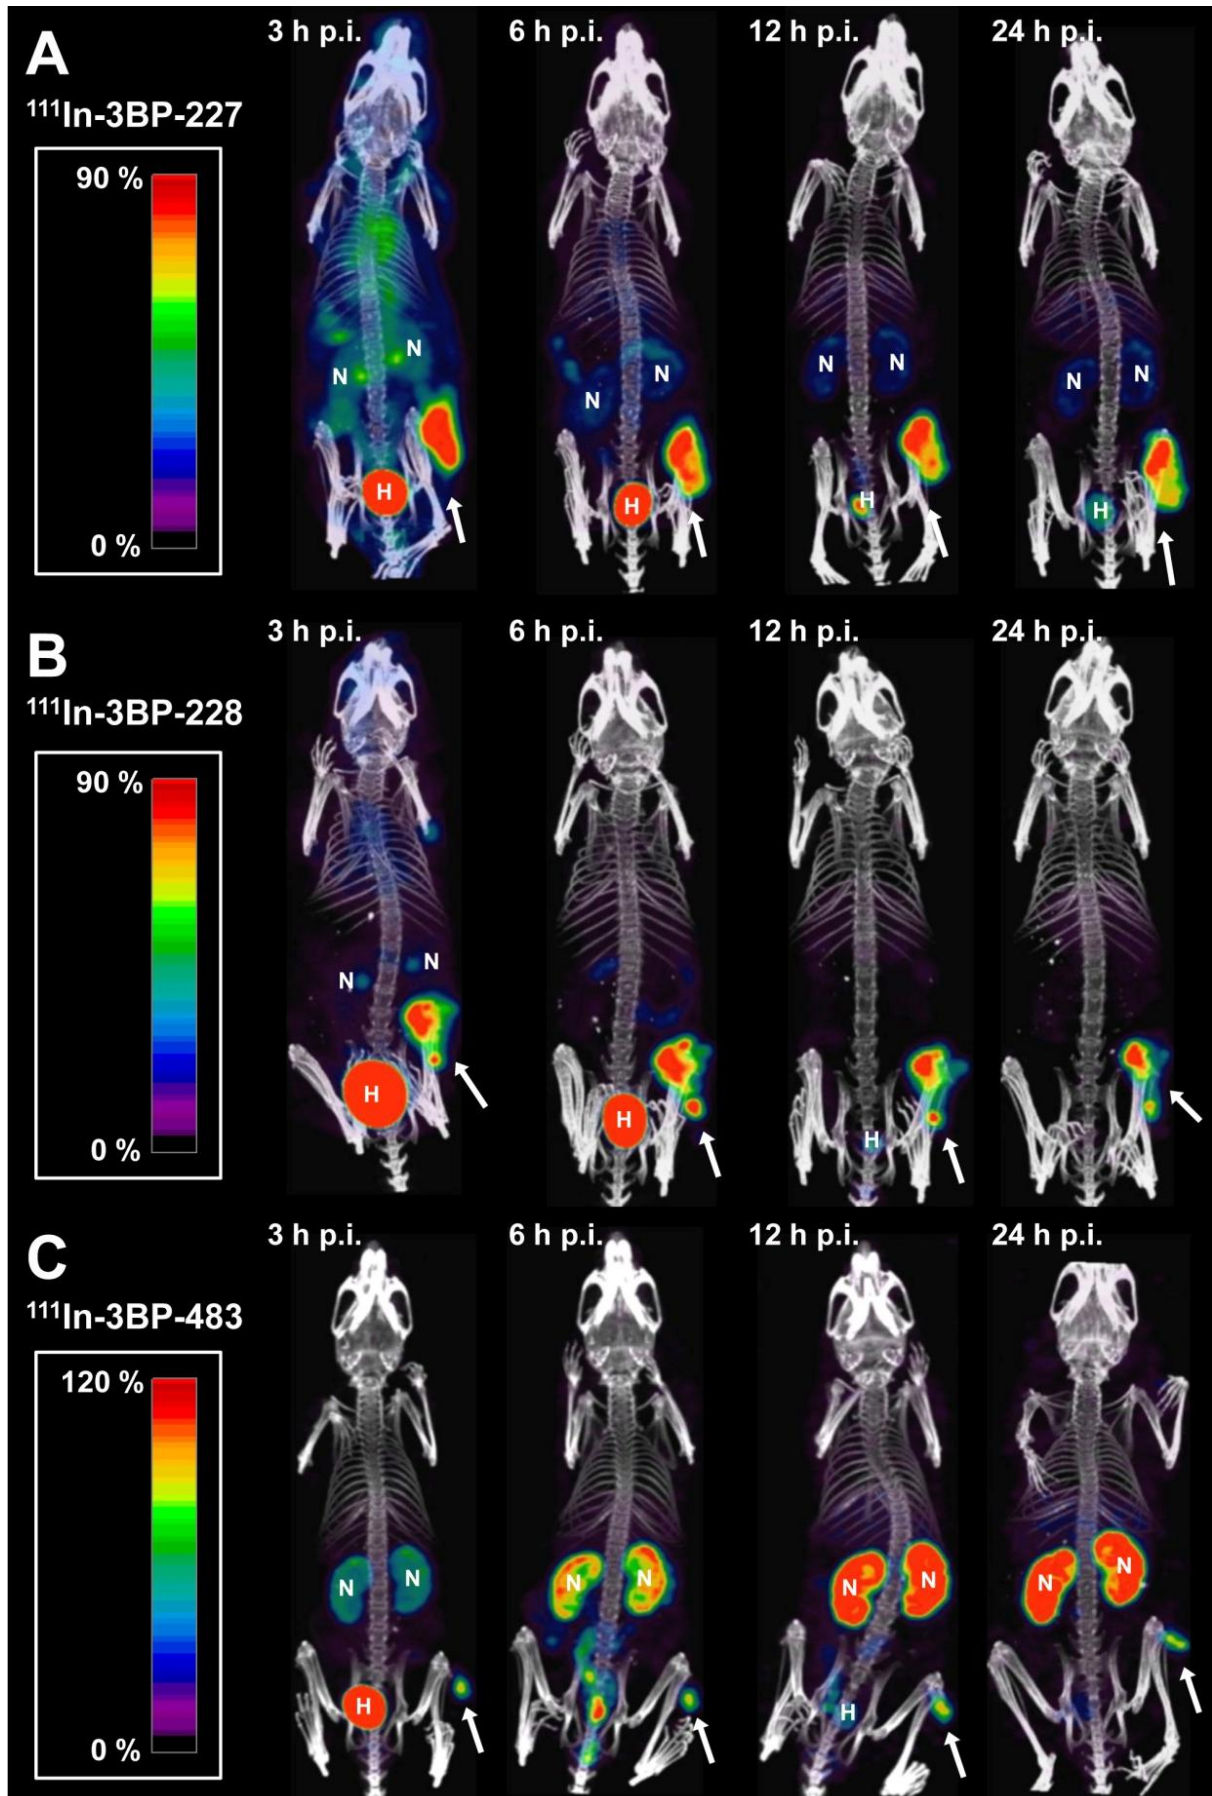 A
¹¹¹In-3BP-227
90 %
0 %
3 h p.i.
6 h p.i.
12 h p.i.
24 h p.i.
N
N
H
N
N
H
N
N
H
N
N
H
B
¹¹¹In-3BP-228
90 %
0 %
3 h p.i.
6 h p.i.
12 h p.i.
24 h p.i.
N
N
H
H
H
C
¹¹¹In-3BP-483
120 %
0 %
3 h p.i.
6 h p.i.
12 h p.i.
24 h p.i.
N
N
H
N
N
N
N
H
N
N